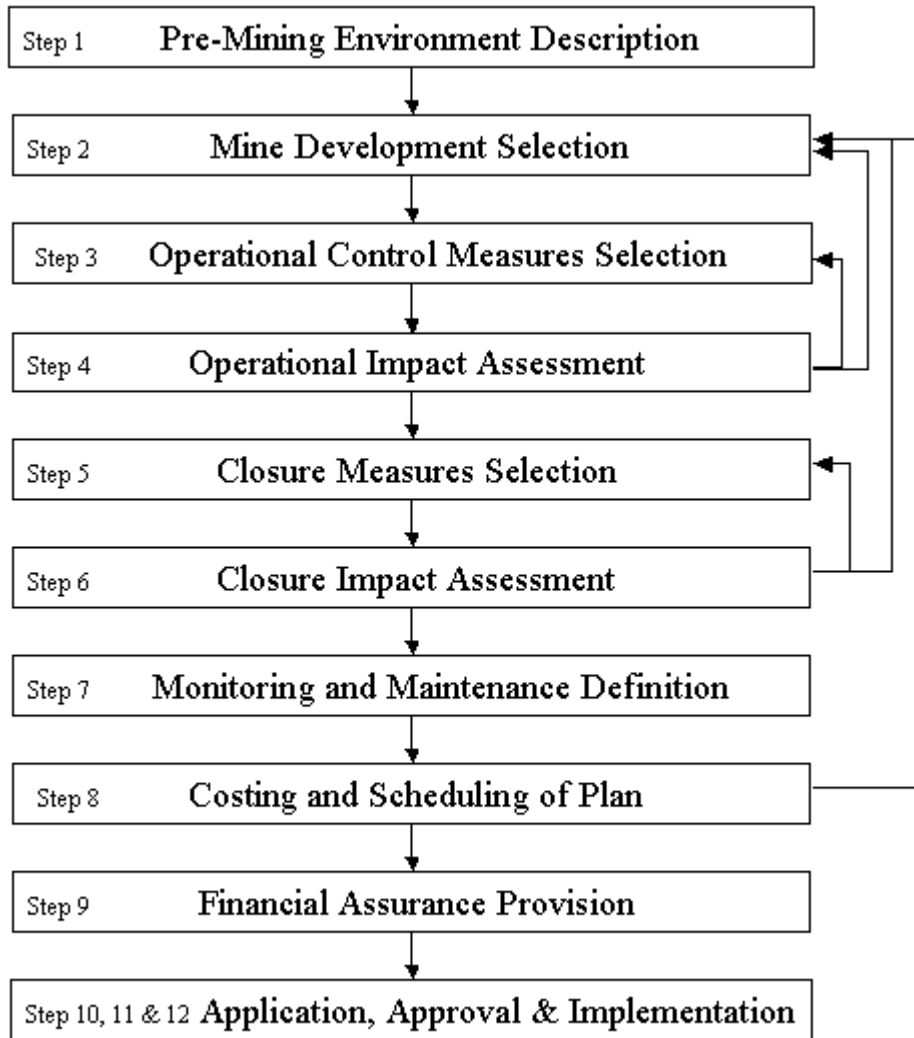 Step 1 Pre-Mining Environment Description
Step 2 Mine Development Selection
Step 3 Operational Control Measures Selection
Step 4 Operational Impact Assessment
Step 5 Closure Measures Selection
Step 6 Closure Impact Assessment
Step 7 Monitoring and Maintenance Definition
Step 8 Costing and Scheduling of Plan
Step 9 Financial Assurance Provision
Step 10, 11 & 12 Application, Approval & Implementation